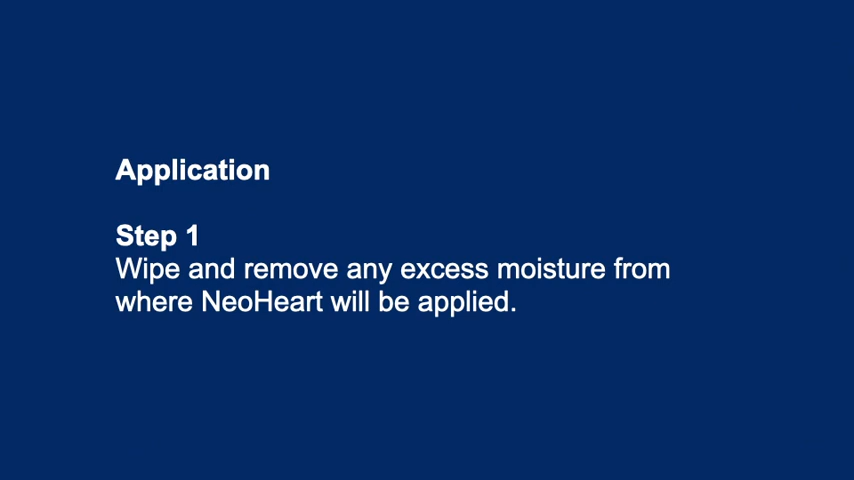 Application
Step 1
Wipe and remove any excess moisture from
where NeoHeart will be applied.